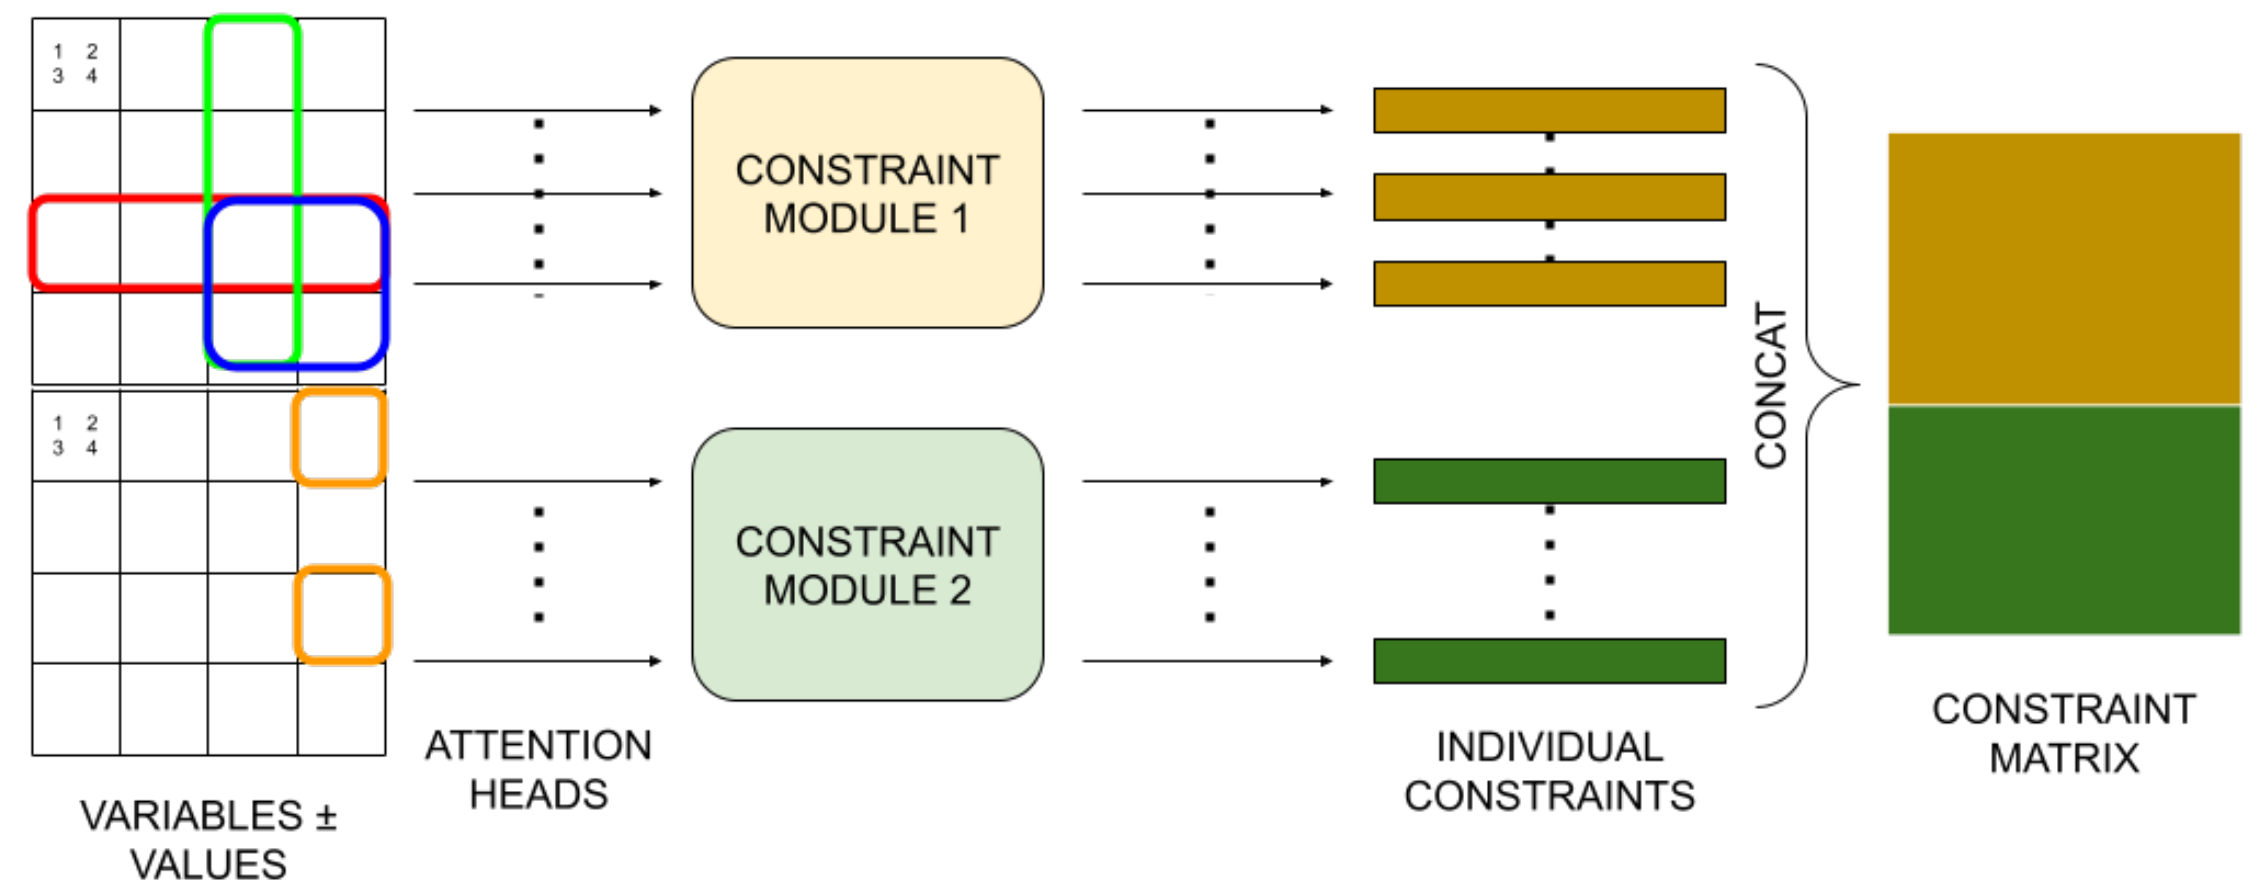 1 2
3 4
CONSTRAINT
MODULE 1
1 2
3 4
CONSTRAINT
MODULE 2
CONCAT
ATTENTION
HEADS
INDIVIDUAL
CONSTRAINTS
CONSTRAINT
MATRIX
VARIABLES ±
VALUES